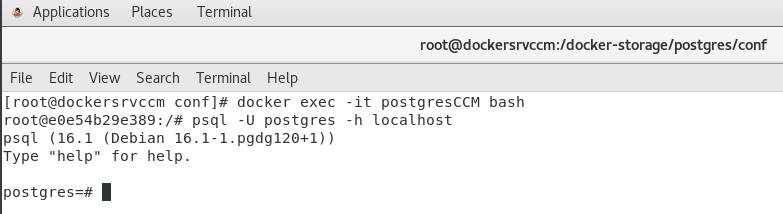 Applications Places Terminal
root@dockersrvccm:/docker-storage/postgres/conf
File Edit View Search Terminal Help
[root@dockersrvccm conf]# docker exec -it postgresCCM bash
root@e0e54b29e389:/# psql -U postgres -h localhost
psql (16.1 (Debian 16.1-1.pgdg120+1))
Type "help" for help.
postgres=#